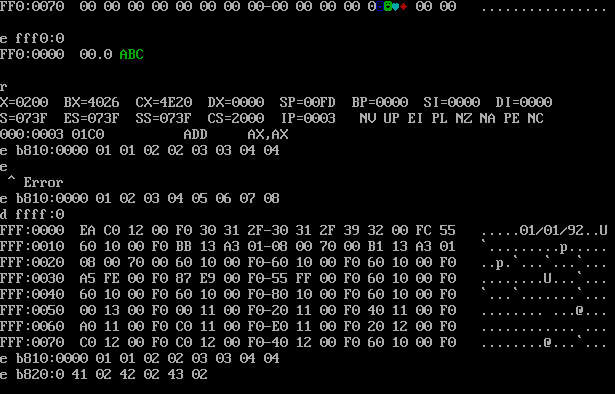 FF0:0070 00 00 00 00 00 00 00 00-00 00 00 00 0♥♦ 00 00 ................
e fff0:0
FF0:0000 00.0 ABC
r
X=0200 BX=4026 CX=4E20 DX=0000 SP=00FD BP=0000 SI=0000 DI=0000
S=073F ES=073F SS=073F CS=2000 IP=0003 NV UP EI PL NZ NA PE NC
000:0003 01C0 ADD AX,AX
e b810:0000 01 01 02 02 03 03 04 04
e
^ Error
e b810:0000 01 02 03 04 05 06 07 08
d ffff:0
FFF:0000 EA C0 12 00 F0 30 31 2F-30 31 2F 39 32 00 FC 55 .....01/01/92..U
FFF:0010 60 10 00 F0 BB 13 A3 01-08 00 70 00 B1 13 A3 01 `.........p.....
FFF:0020 08 00 70 00 60 10 00 F0-60 10 00 F0 60 10 00 F0 ..p.`...`...`...
FFF:0030 A5 FE 00 F0 87 E9 00 F0-55 FF 00 F0 60 10 00 F0 ........U...`...
FFF:0040 60 10 00 F0 60 10 00 F0-80 10 00 F0 60 10 00 F0 `...`.......`...
FFF:0050 00 13 00 F0 00 11 00 F0-20 11 00 F0 40 11 00 F0 ........ ...@...
FFF:0060 A0 11 00 F0 C0 11 00 F0-E0 11 00 F0 20 12 00 F0 ............ ...
FFF:0070 C0 12 00 F0 C0 12 00 F0-40 12 00 F0 60 10 00 F0 ........@...`...
e b810:0000 01 01 02 02 03 03 04 04
e b820:0 41 02 42 02 43 02